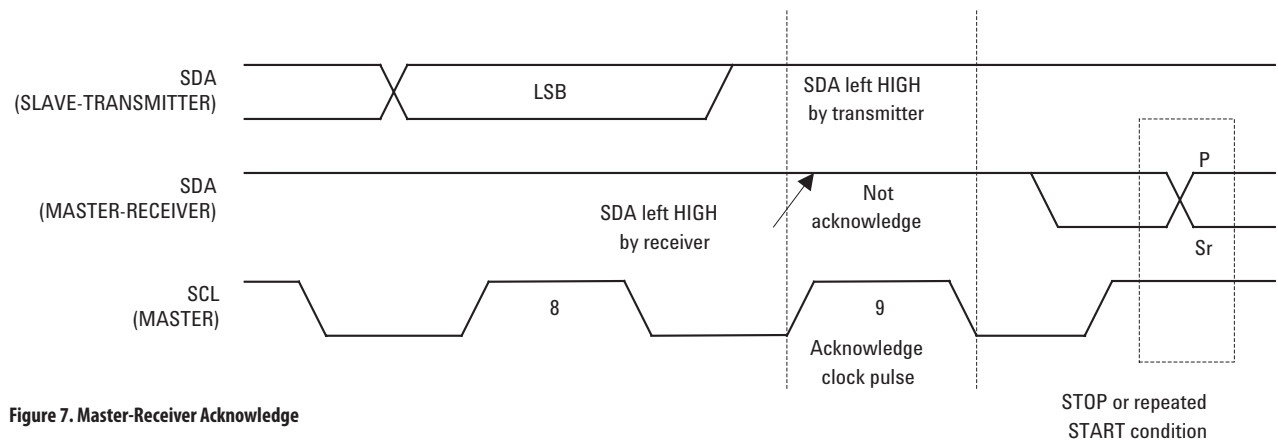 SDA
(SLAVE-TRANSMITTER)
LSB
SDA left HIGH
by transmitter
SDA
(MASTER-RECEIVER)
SDA left HIGH
by receiver
Not
acknowledge
P
Sr
SCL
(MASTER)
8
9
Acknowledge
clock pulse
STOP or repeated
START condition
Figure 7. Master-Receiver Acknowledge